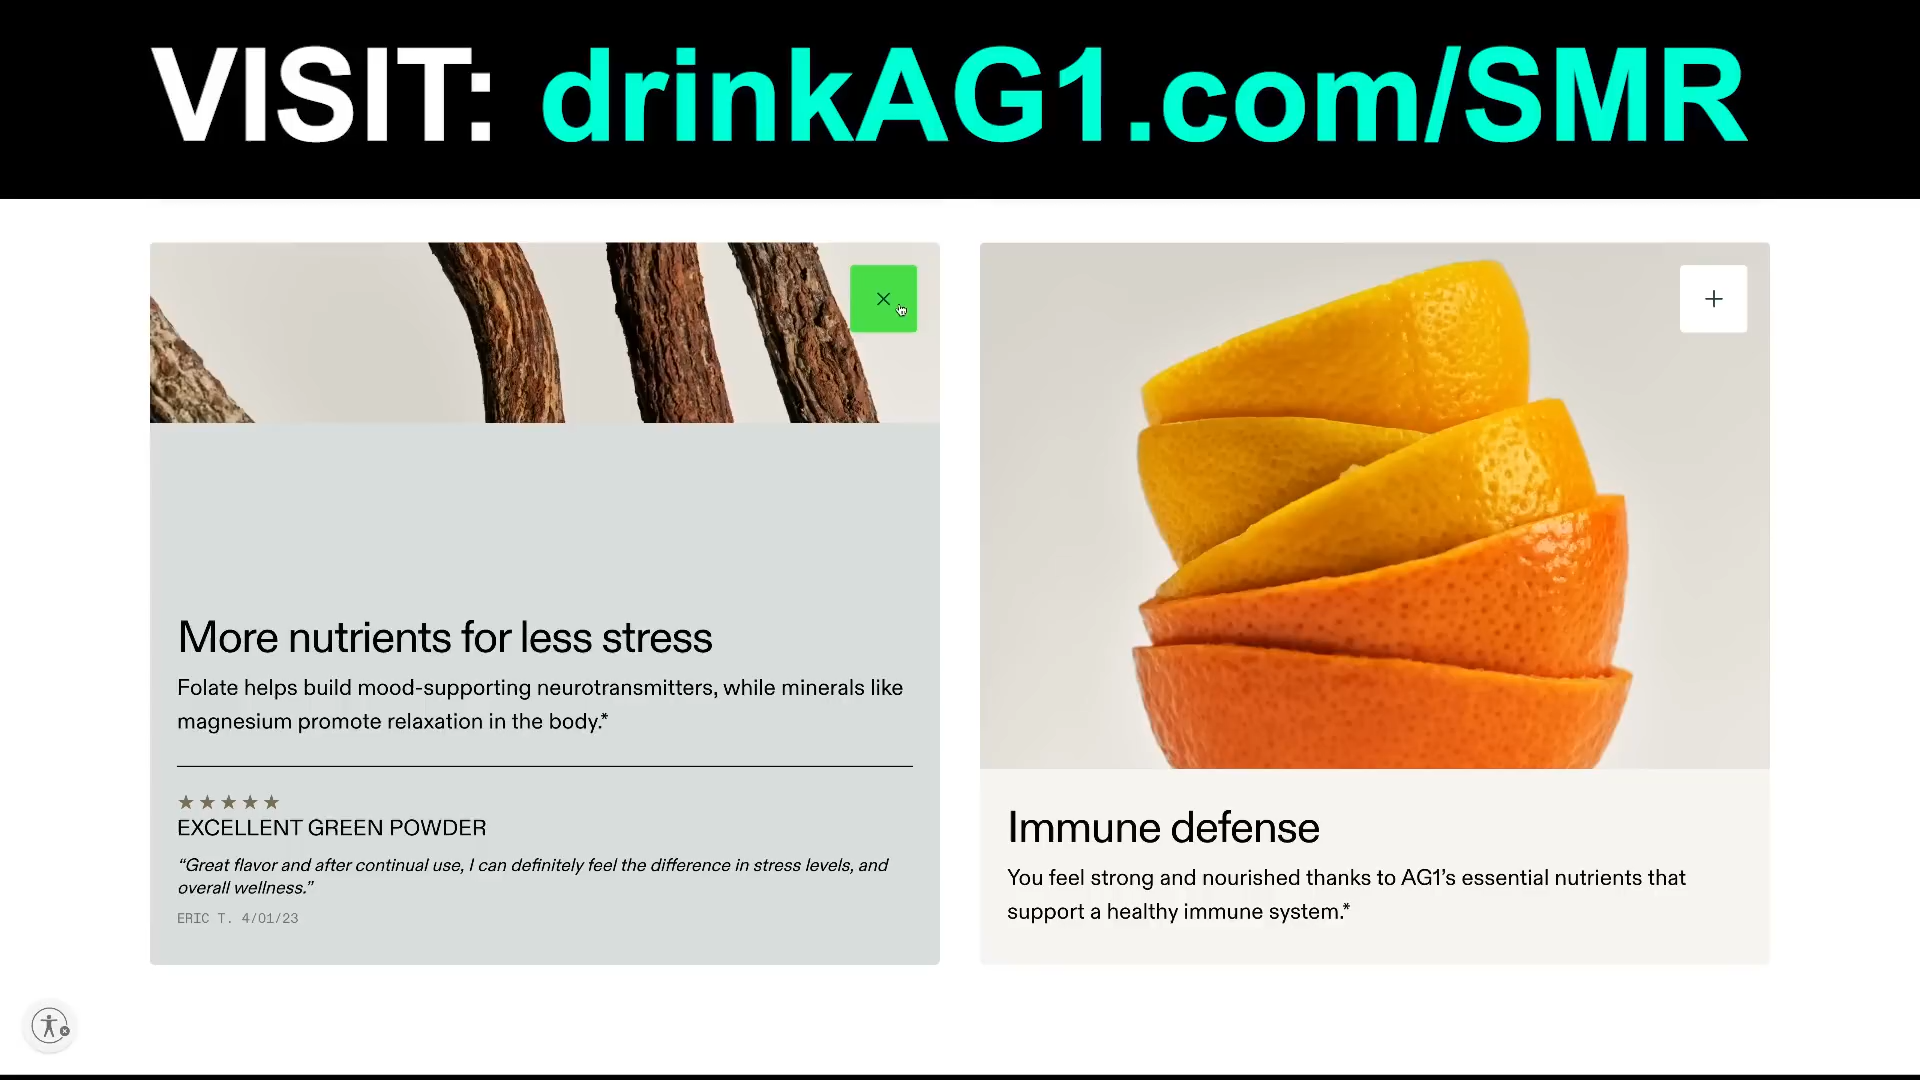 VISIT: drinkAG1.com/SMR
More nutrients for less stress
Folate helps build mood-supporting neurotransmitters, while minerals like
magnesium promote relaxation in the body.*
★★★★★
EXCELLENT GREEN POWDER
“Great flavor and after continual use, I can definitely feel the difference in stress levels, and
overall wellness.”
ERIC T. 4/01/23
Immune defense
You feel strong and nourished thanks to AG1’s essential nutrients that
support a healthy immune system.*